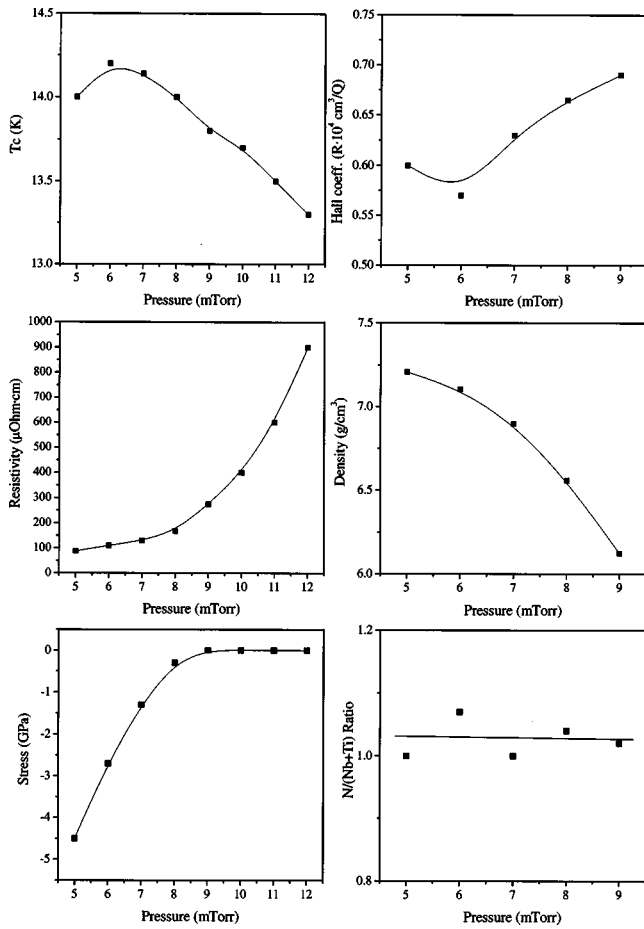 14.5
14.0
13.5
13.0
Tc (K)
5 6 7 8 9 10 11 12
Pressure (mTorr)
0.75
0.70
0.65
0.60
0.55
0.50
Hall coeff. (R·10⁴ cm³/Q)
5 6 7 8 9
Pressure (mTorr)
1000
900
800
700
600
500
400
300
200
100
0
Resistivity (μOhm·cm)
5 6 7 8 9 10 11 12
Pressure (mTorr)
7.5
7.0
6.5
6.0
Density (g/cm³)
5 6 7 8 9
Pressure (mTorr)
0
-1
-2
-3
-4
-5
Stress (GPa)
5 6 7 8 9 10 11 12
Pressure (mTorr)
1.2
1.0
0.8
N/(Nb+Ti) Ratio
5 6 7 8 9
Pressure (mTorr)